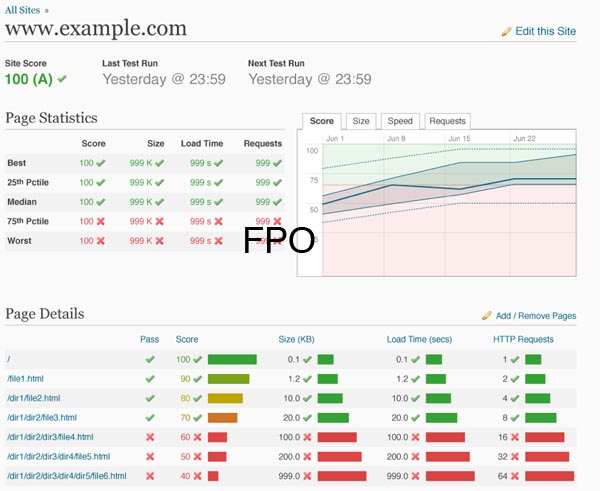 All Sites »
www.example.com
Edit this Site
Site Score Last Test Run Next Test Run
100 (A) Yesterday @ 23:59 Yesterday @ 23:59
Page Statistics
Score Size Speed Requests
Score Size Load Time Requests
Jun 1 Jun 8 Jun 15 Jun 22
Best 100 999 K 999 s 999
25th Pctile 100 999 K 999 s 999
Median 100 999 K 999 s 999
75th Pctile 100 999 K 999 s 999
Worst 100 999 K 999 s 999
100
75
50
FPO
Page Details
Add / Remove Pages
Pass Score Size (KB) Load Time (secs) HTTP Requests
/ 100 0.1 0.1 1
/file1.html 90 1.2 1.2 2
/dir1/file2.html 80 10.0 10.0 4
/dir1/dir2/file3.html 70 20.0 20.0 8
/dir1/dir2/dir3/file4.html 60 100.0 100.0 16
/dir1/dir2/dir3/dir4/file5.html 50 200.0 200.0 32
/dir1/dir2/dir3/dir4/dir5/file6.html 40 999.0 999.0 64